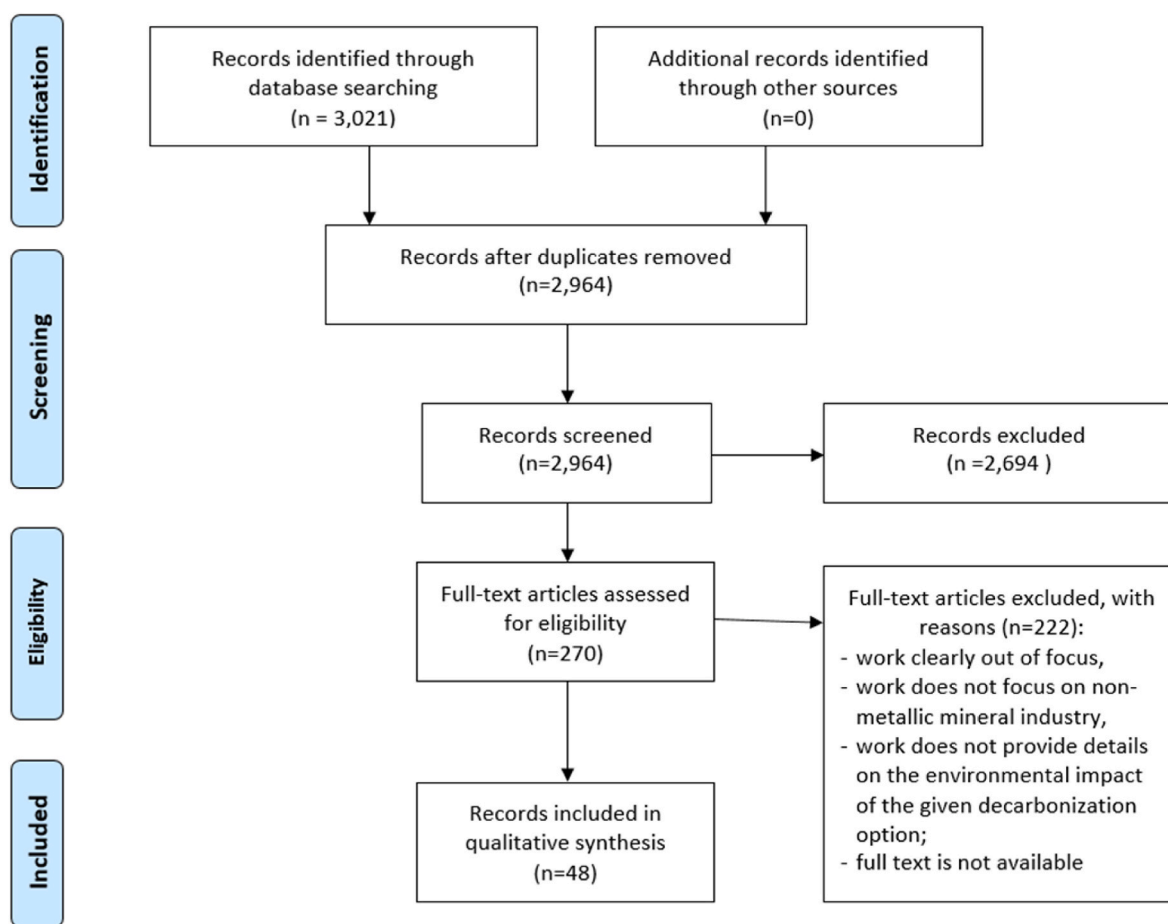 Identification
Records identified through
database searching
(n = 3,021)
Additional records identified
through other sources
(n=0)
Screening
Records after duplicates removed
(n=2,964)
Records screened
(n=2,964)
Records excluded
(n =2,694 )
Eligibility
Full-text articles assessed
for eligibility
(n=270)
Full-text articles excluded, with
reasons (n=222):
- work clearly out of focus,
- work does not focus on non-
metallic mineral industry,
- work does not provide details
on the environmental impact
of the given decarbonization
option;
- full text is not available
Included
Records included in
qualitative synthesis
(n=48)